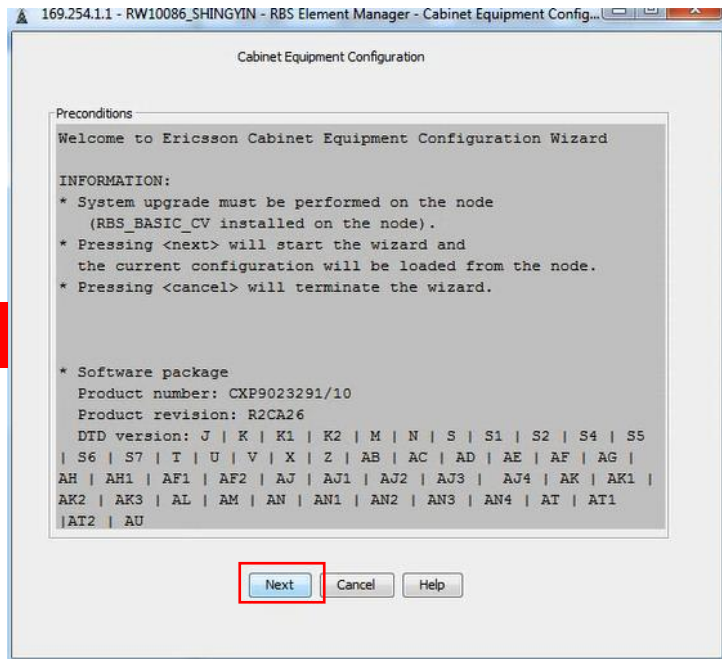 169.254.1.1 - RW10086_SHINGYIN - RBS Element Manager - Cabinet Equipment Config...
Cabinet Equipment Configuration
Preconditions
Welcome to Ericsson Cabinet Equipment Configuration Wizard
INFORMATION:
* System upgrade must be performed on the node
(RBS_BASIC_CV installed on the node).
* Pressing <next> will start the wizard and
the current configuration will be loaded from the node.
* Pressing <cancel> will terminate the wizard.
* Software package
Product number: CXP9023291/10
Product revision: R2CA26
DTD version: J | K | K1 | K2 | M | N | S | S1 | S2 | S4 | S5
| S6 | S7 | T | U | V | X | Z | AB | AC | AD | AE | AF | AG |
AH | AH1 | AF1 | AF2 | AJ | AJ1 | AJ2 | AJ3 |  AJ4 | AK | AK1 |
AK2 | AK3 | AL | AM | AN | AN1 | AN2 | AN3 | AN4 | AT | AT1
|AT2 | AU
Next Cancel Help